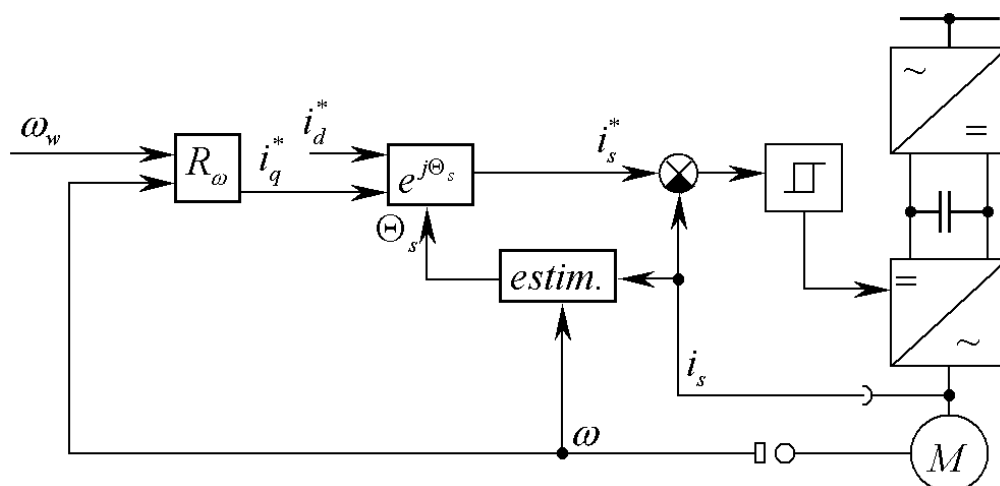 ~
=
ω_w
R_ω
i_q^*
i_d^*
e^{jΘ_s}
Θ_s
i_s^*
estim.
=
~
i_s
ω
M